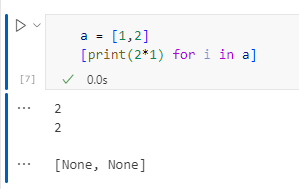 a = [1,2]
[print(2*1) for i in a]
[7] 0.0s
... 2
2
... [None, None]